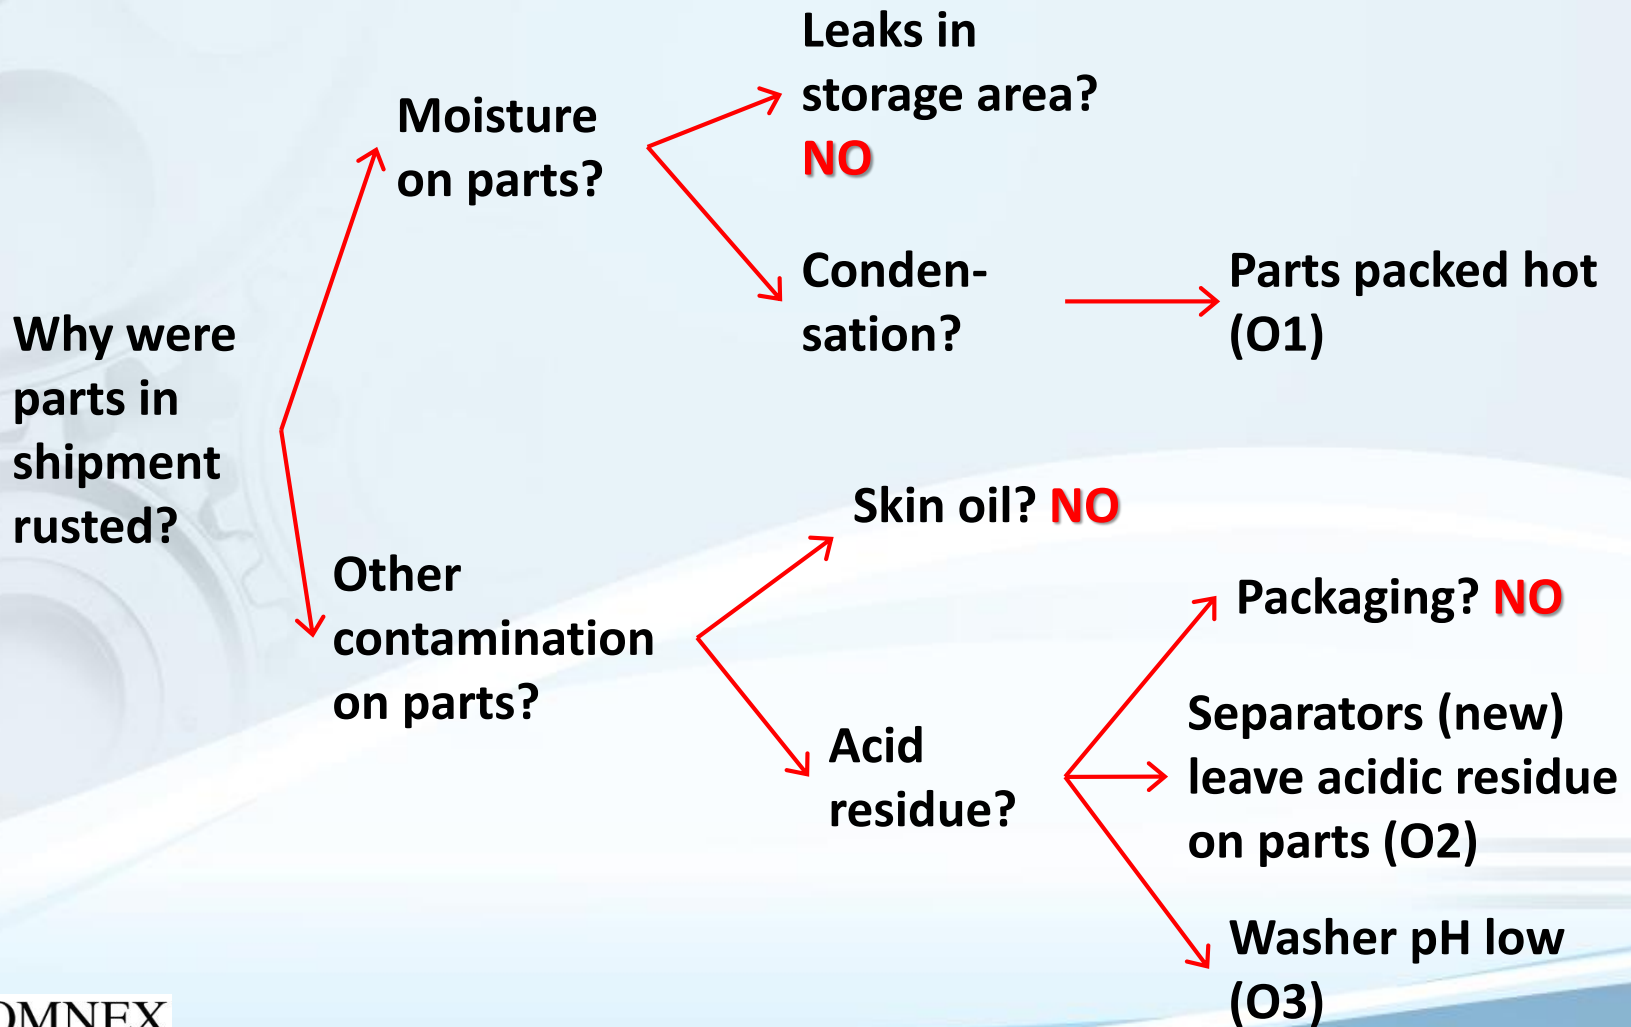 Leaks in
storage area?
NO
Moisture
on parts?
Conden-
sation?
Parts packed hot
(O1)
Why were
parts in
shipment
rusted?
Skin oil? NO
Other
contamination
on parts?
Packaging? NO
Acid
residue?
Separators (new)
leave acidic residue
on parts (O2)
Washer pH low
(O3)
OMNEX